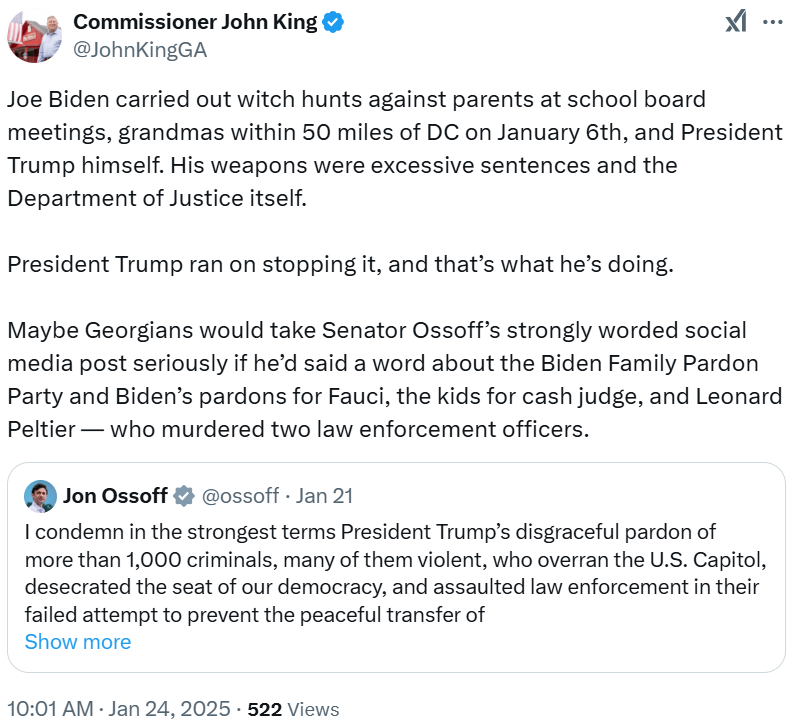 Commissioner John King
@JohnKingGA
Joe Biden carried out witch hunts against parents at school board
meetings, grandmas within 50 miles of DC on January 6th, and President
Trump himself. His weapons were excessive sentences and the
Department of Justice itself.
President Trump ran on stopping it, and that’s what he’s doing.
Maybe Georgians would take Senator Ossoff’s strongly worded social
media post seriously if he’d said a word about the Biden Family Pardon
Party and Biden’s pardons for Fauci, the kids for cash judge, and Leonard
Peltier — who murdered two law enforcement officers.
Jon Ossoff @ossoff · Jan 21
I condemn in the strongest terms President Trump’s disgraceful pardon of
more than 1,000 criminals, many of them violent, who overran the U.S. Capitol,
desecrated the seat of our democracy, and assaulted law enforcement in their
failed attempt to prevent the peaceful transfer of
Show more
10:01 AM · Jan 24, 2025 · 522 Views